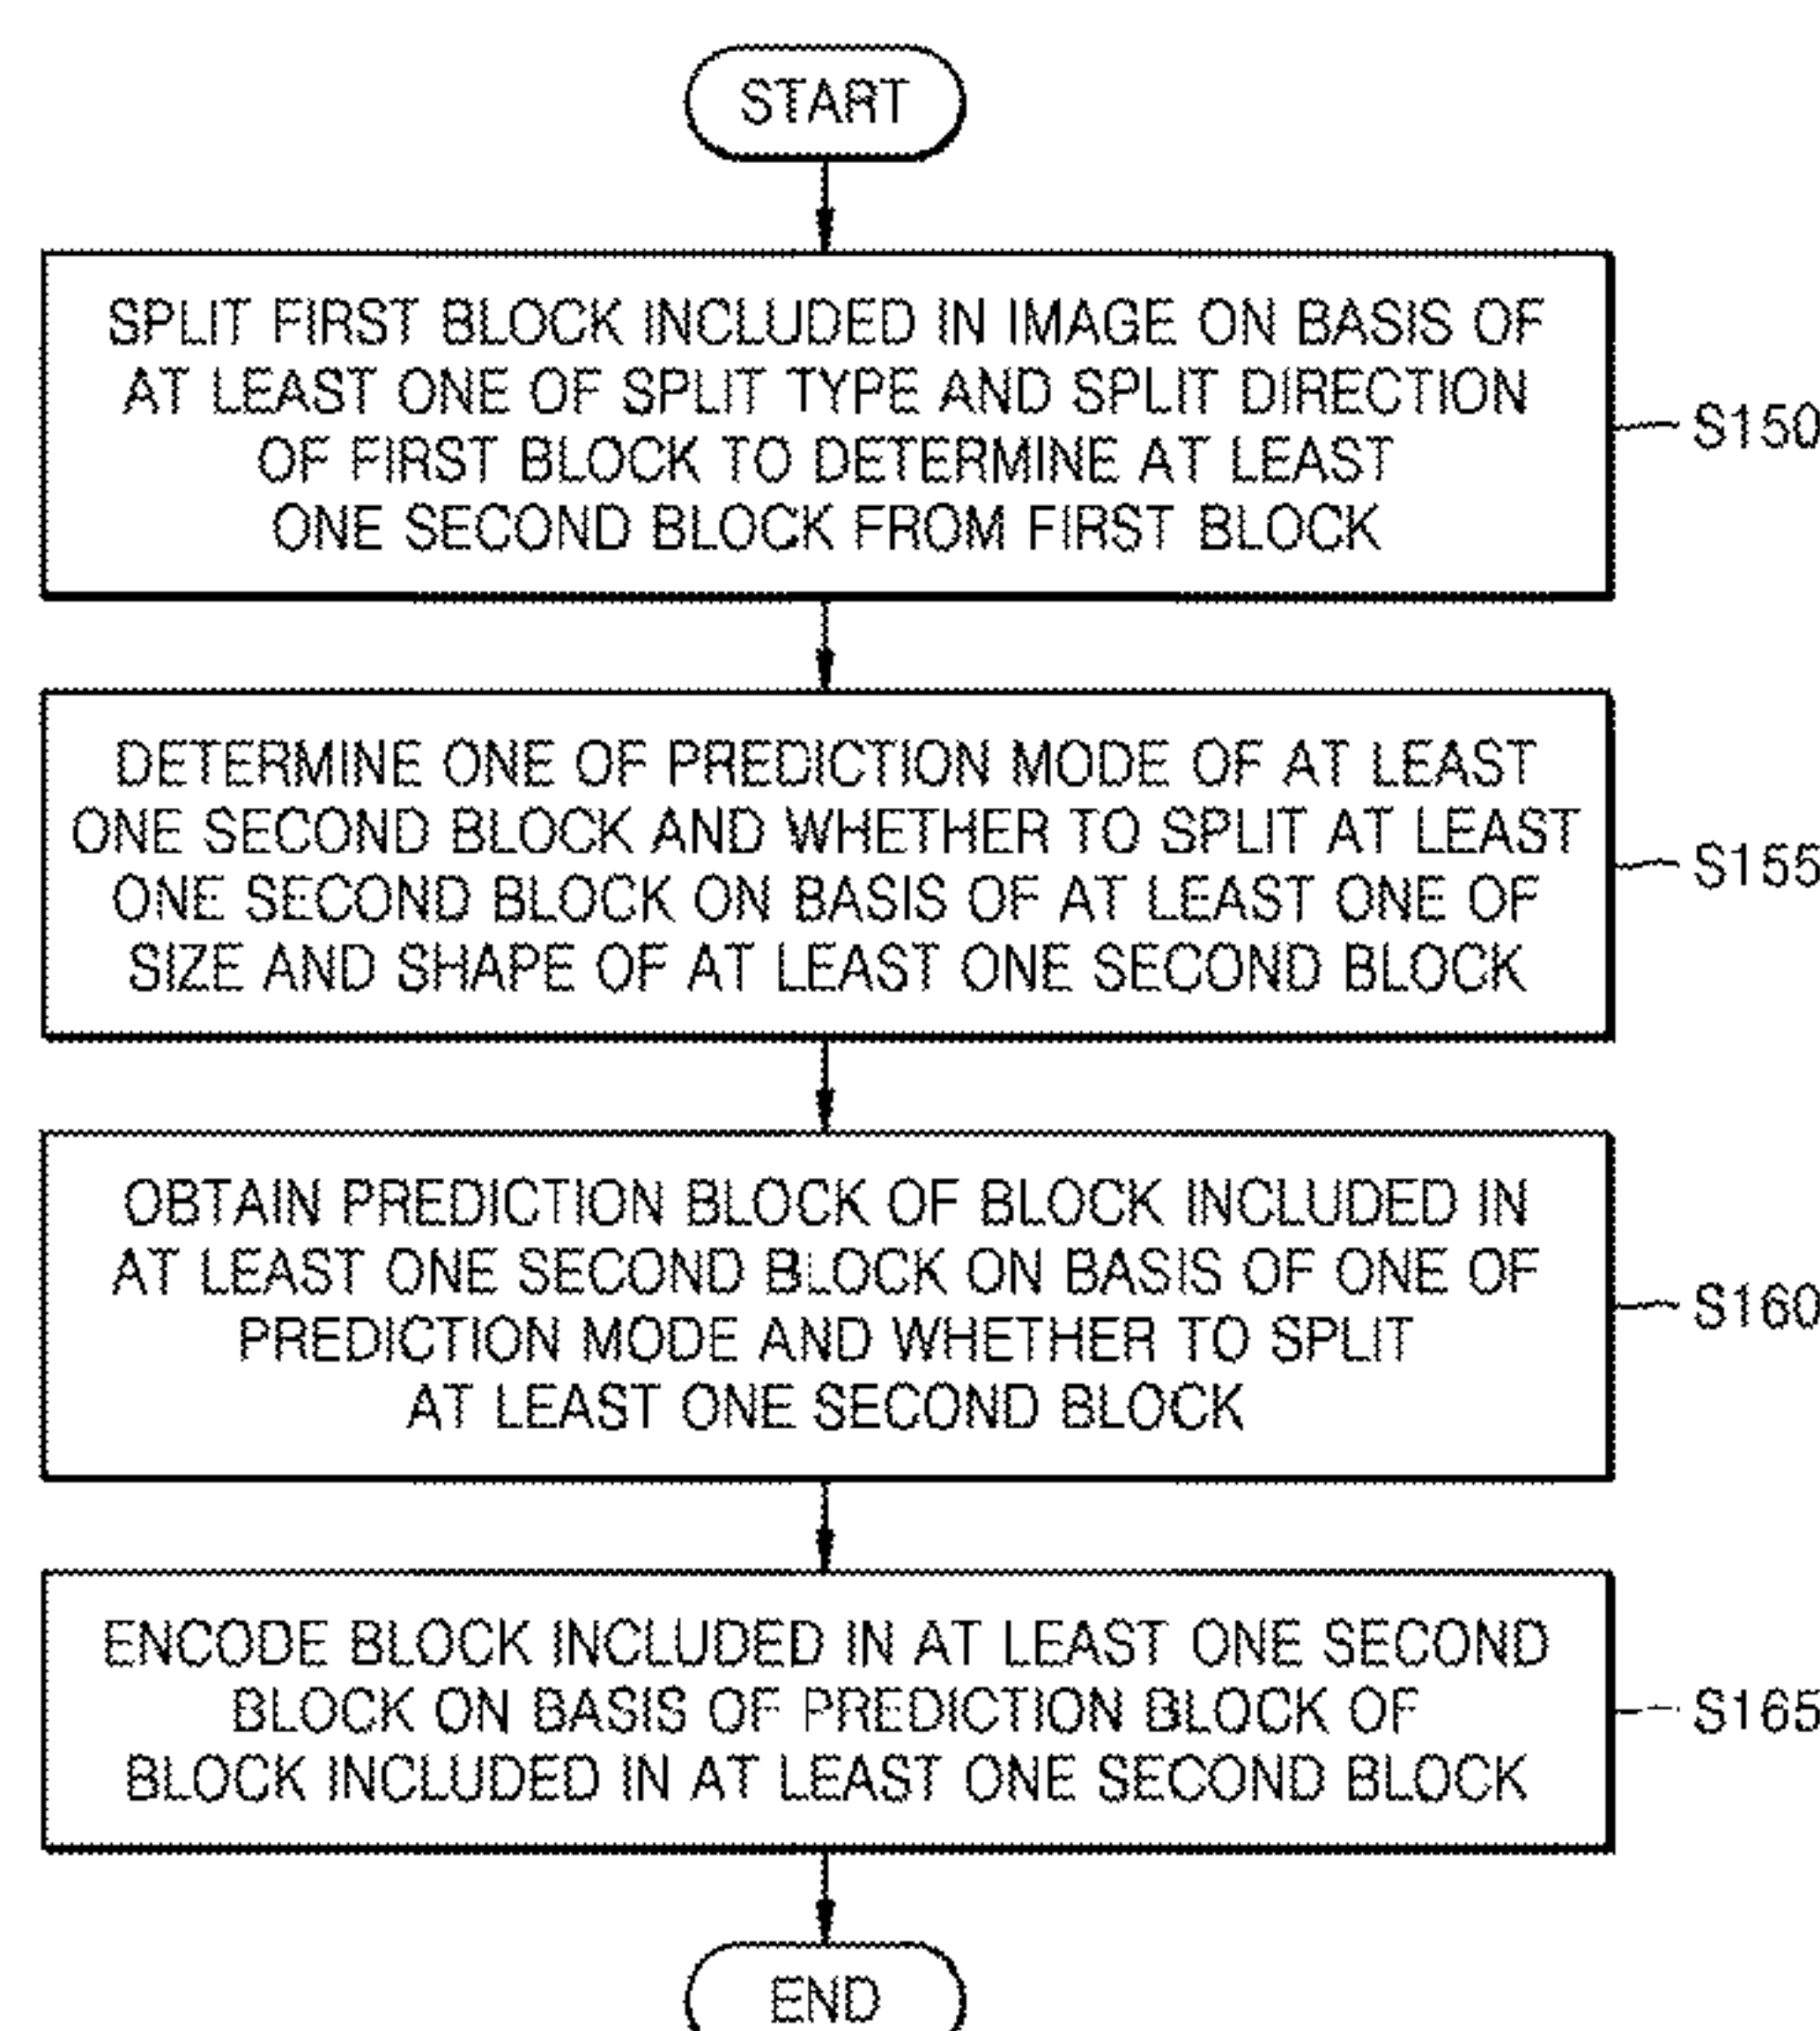 START
SPLIT FIRST BLOCK INCLUDED IN IMAGE ON BASIS OF
AT LEAST ONE OF SPLIT TYPE AND SPLIT DIRECTION
OF FIRST BLOCK TO DETERMINE AT LEAST
ONE SECOND BLOCK FROM FIRST BLOCK
S150
DETERMINE ONE OF PREDICTION MODE OF AT LEAST
ONE SECOND BLOCK AND WHETHER TO SPLIT AT LEAST
ONE SECOND BLOCK ON BASIS OF AT LEAST ONE OF
SIZE AND SHAPE OF AT LEAST ONE SECOND BLOCK
S155
OBTAIN PREDICTION BLOCK OF BLOCK INCLUDED IN
AT LEAST ONE SECOND BLOCK ON BASIS OF ONE OF
PREDICTION MODE AND WHETHER TO SPLIT
AT LEAST ONE SECOND BLOCK
S160
ENCODE BLOCK INCLUDED IN AT LEAST ONE SECOND
BLOCK ON BASIS OF PREDICTION BLOCK OF
BLOCK INCLUDED IN AT LEAST ONE SECOND BLOCK
S165
END